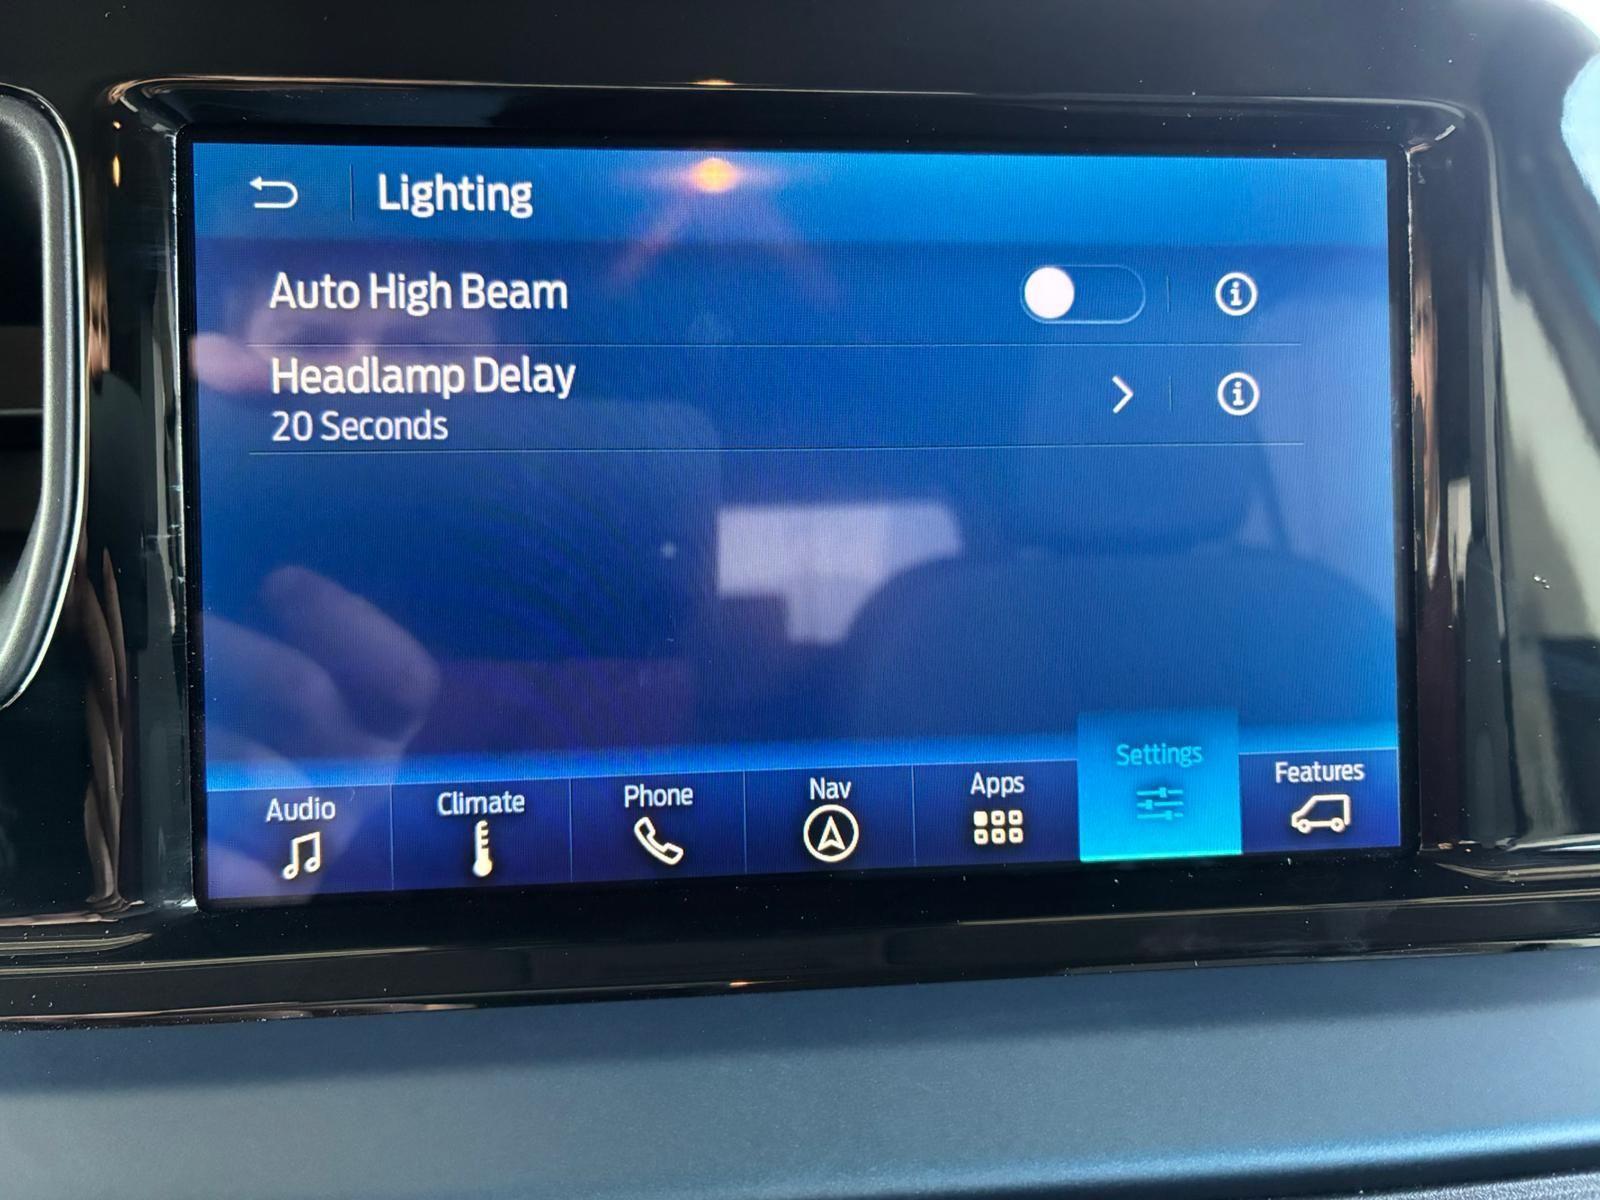 Lighting
Auto High Beam
Headlamp Delay
20 Seconds
Audio
Climate
Phone
Nav
Apps
Settings
Features